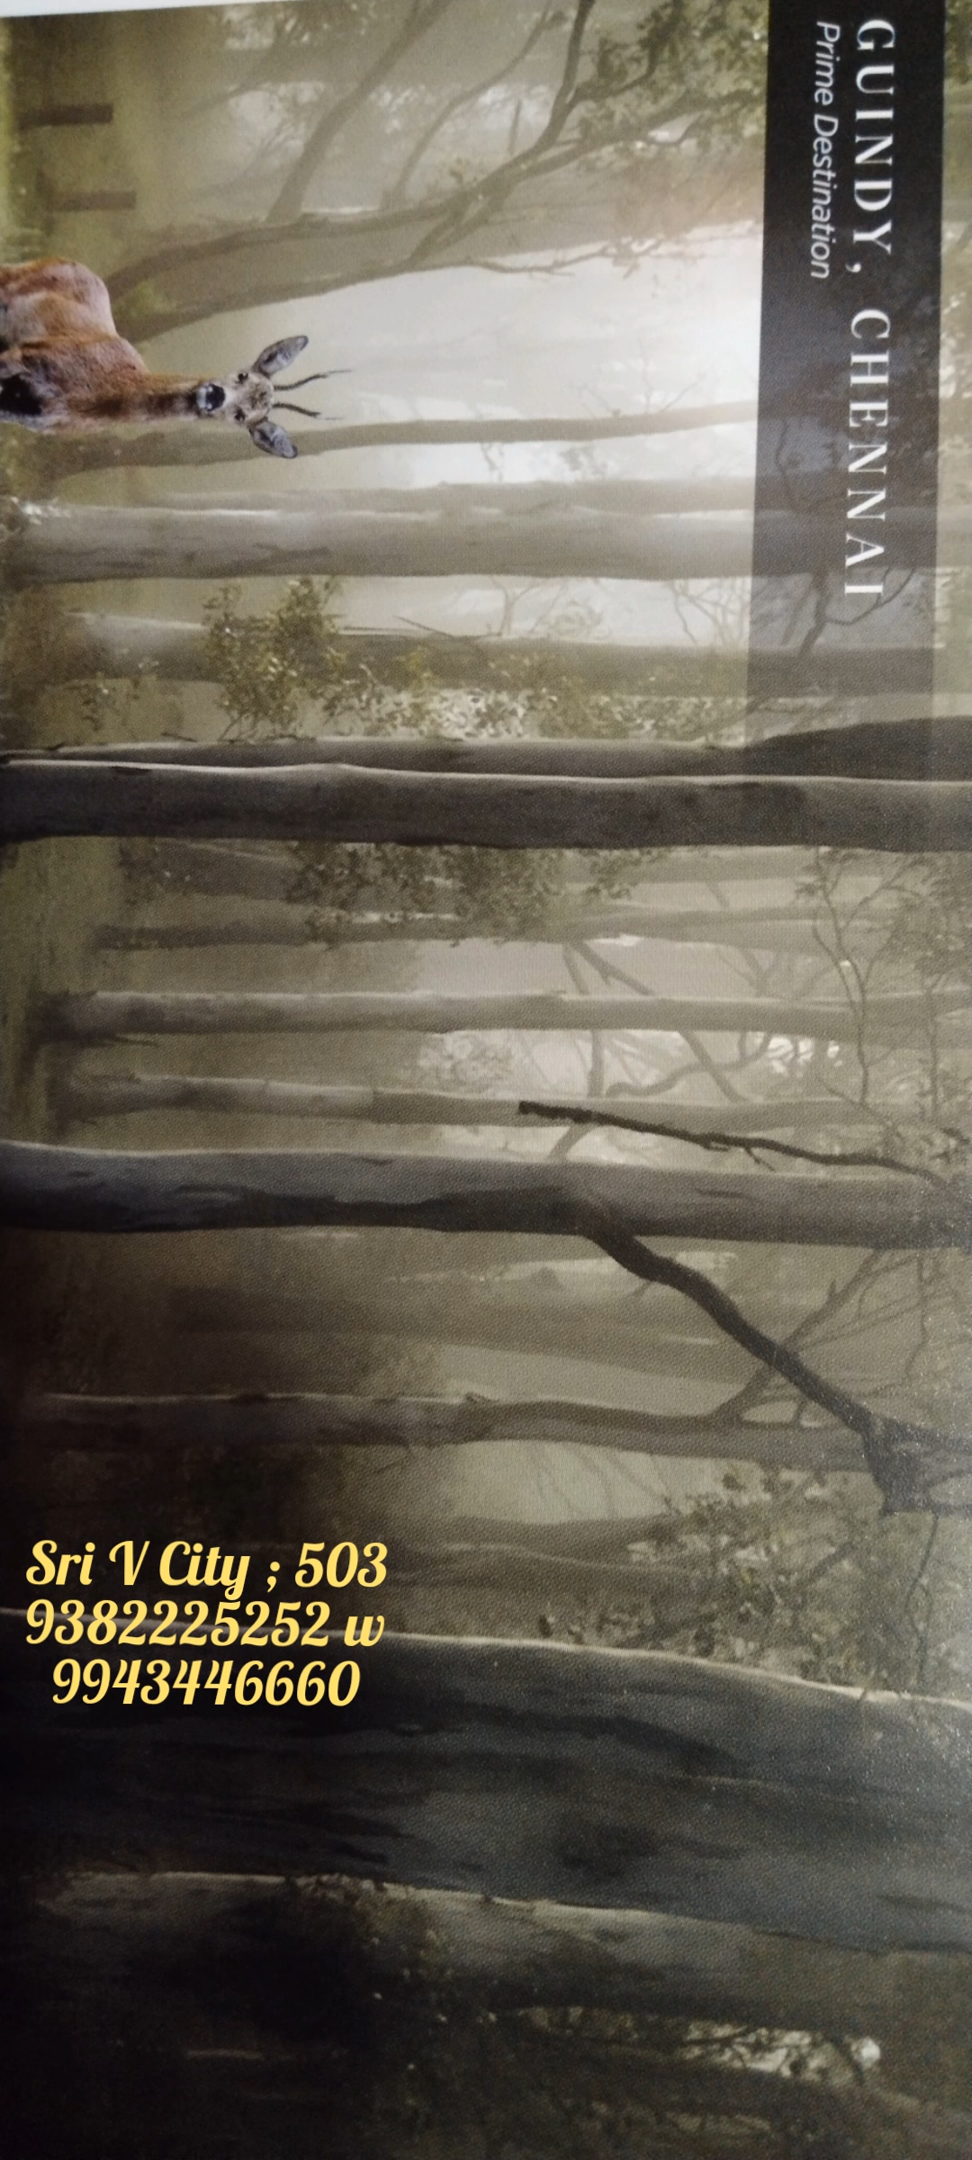 GUINDY, CHENNAI
Prime Destination
Sri V City ; 503
9382225252 w
9943446660